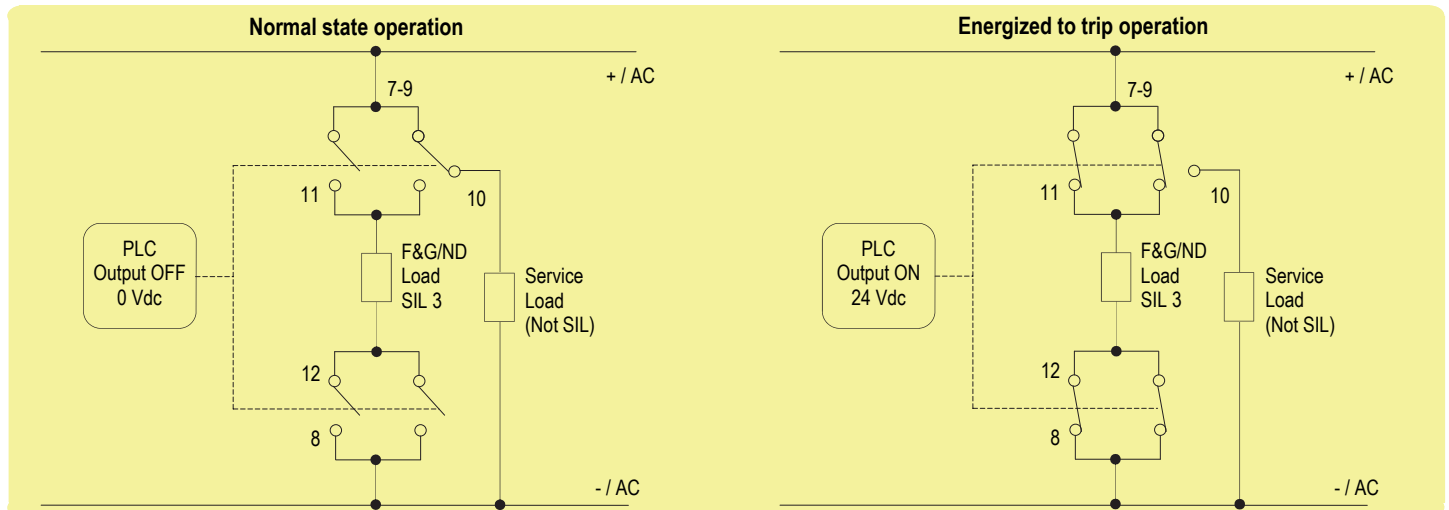 Normal state operation
+ / AC
7-9
11
10
PLC
Output OFF
0 Vdc
F&G/ND
Load
SIL 3
Service
Load
(Not SIL)
12
8
- / AC
Energized to trip operation
+ / AC
7-9
11
10
PLC
Output ON
24 Vdc
F&G/ND
Load
SIL 3
Service
Load
(Not SIL)
12
8
- / AC